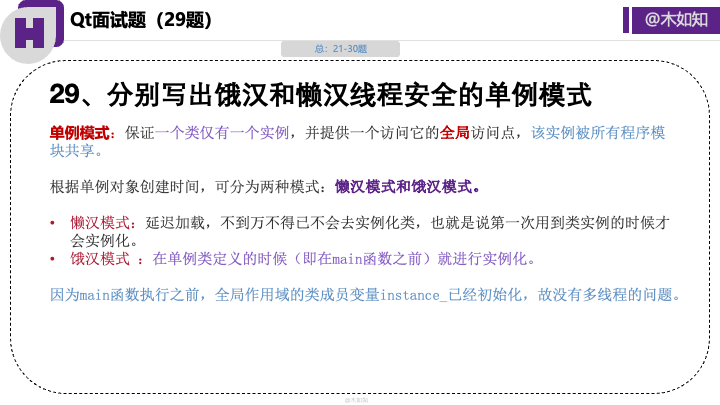 H
Qt面试题（29题）
@木如知
总：21-30题
29、分别写出饿汉和懒汉线程安全的单例模式
单例模式：保证一个类仅有一个实例，并提供一个访问它的全局访问点，该实例被所有程序模
块共享。
根据单例对象创建时间，可分为两种模式：懒汉模式和饿汉模式。
• 懒汉模式：延迟加载，不到万不得已不会去实例化类，也就是说第一次用到类实例的时候才
会实例化。
• 饿汉模式 ：在单例类定义的时候（即在main函数之前）就进行实例化。
因为main函数执行之前，全局作用域的类成员变量instance_已经初始化，故没有多线程的问题。
@木如知